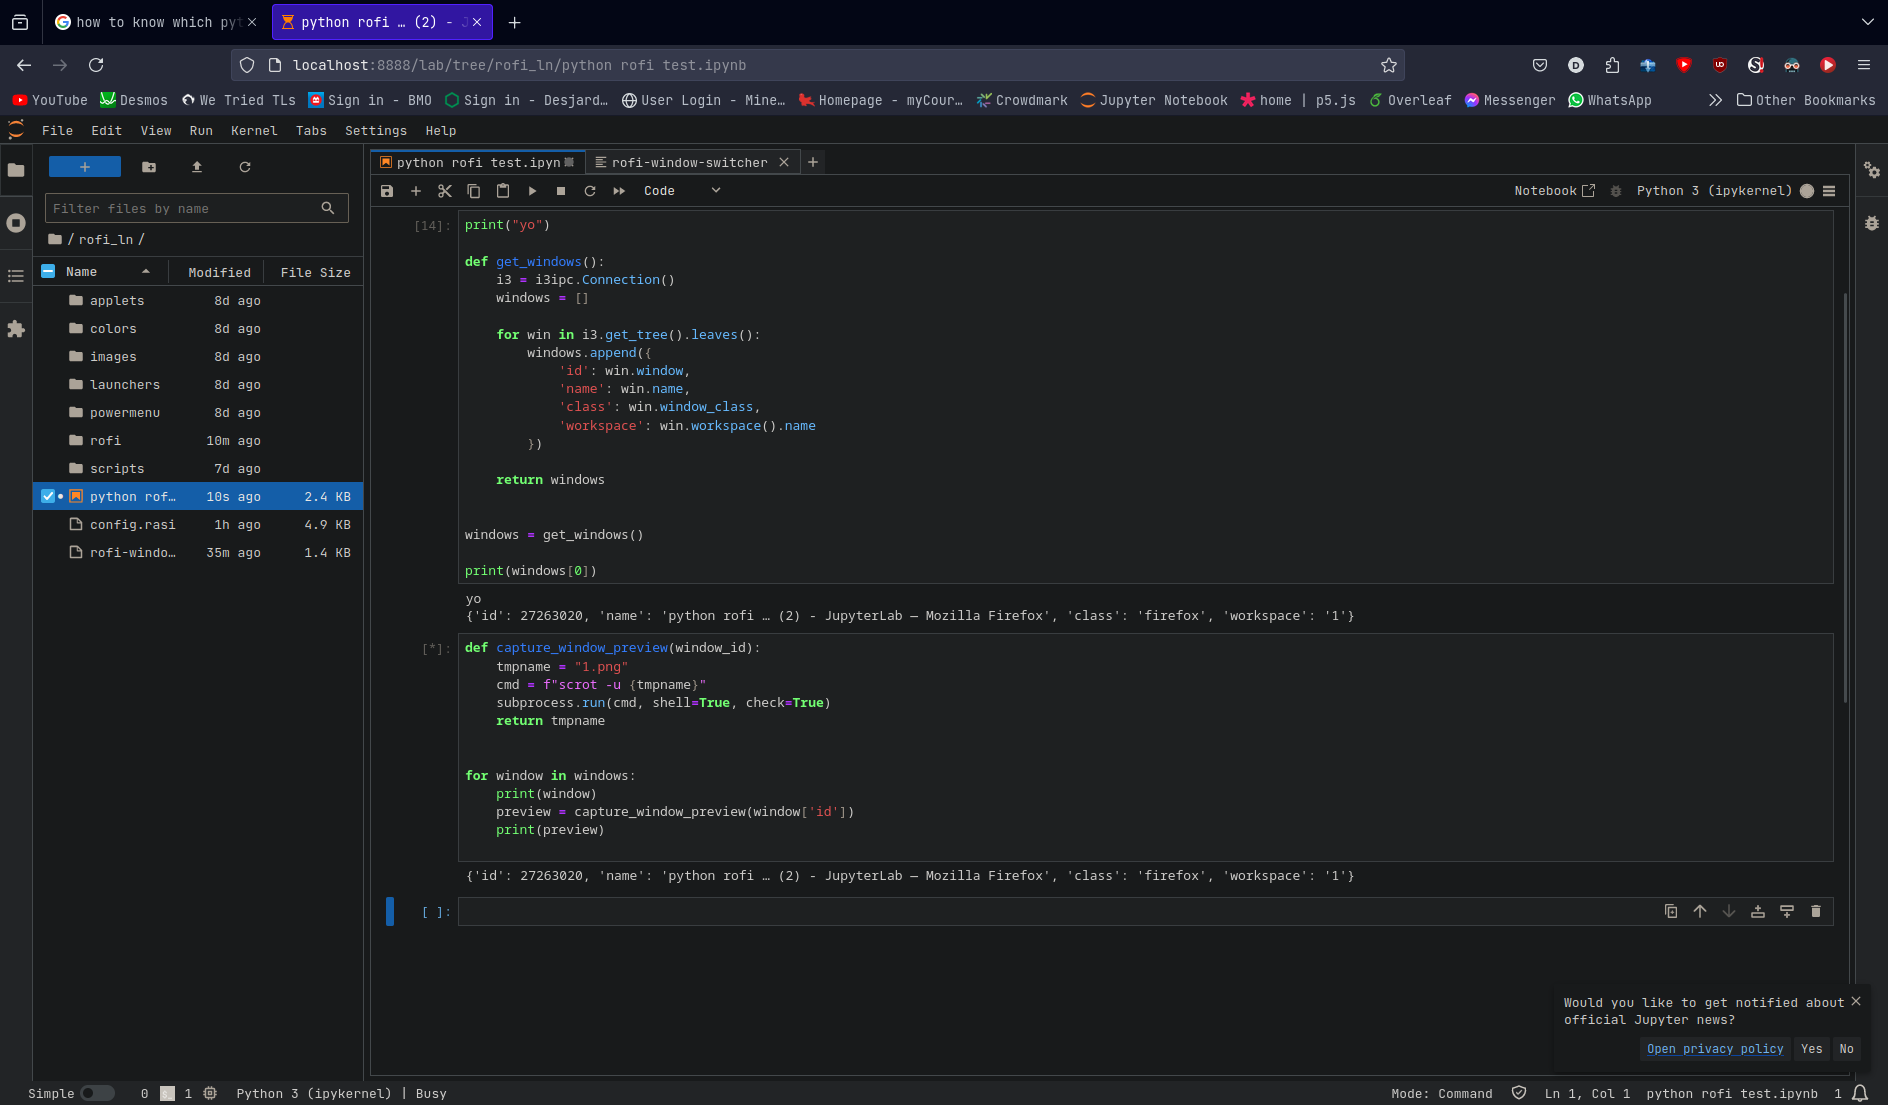 how to know which pyt
python rofi … (2) - J
localhost:8888/lab/tree/rofi_ln/python rofi test.ipynb
YouTube Desmos We Tried TLs Sign in - BMO Sign in - Desjard… User Login - Mine… Homepage - myCour… Crowdmark Jupyter Notebook home | p5.js Overleaf Messenger WhatsApp Other Bookmarks
File Edit View Run Kernel Tabs Settings Help
python rofi test.ipyn
rofi-window-switcher
Code
Notebook
Python 3 (ipykernel)
Filter files by name
/ rofi_ln /
Name Modified File Size
applets 8d ago
colors 8d ago
images 8d ago
launchers 8d ago
powermenu 8d ago
rofi 10m ago
scripts 7d ago
python rof… 10s ago 2.4 KB
config.rasi 1h ago 4.9 KB
rofi-windo… 35m ago 1.4 KB
[14]:
print("yo")
def get_windows():
    i3 = i3ipc.Connection()
    windows = []
    for win in i3.get_tree().leaves():
        windows.append({
            'id': win.window,
            'name': win.name,
            'class': win.window_class,
            'workspace': win.workspace().name
        })
    return windows
windows = get_windows()
print(windows[0])
yo
{'id': 27263020, 'name': 'python rofi … (2) - JupyterLab — Mozilla Firefox', 'class': 'firefox', 'workspace': '1'}
[*]:
def capture_window_preview(window_id):
    tmpname = "1.png"
    cmd = f"scrot -u {tmpname}"
    subprocess.run(cmd, shell=True, check=True)
    return tmpname
for window in windows:
    print(window)
    preview = capture_window_preview(window['id'])
    print(preview)
{'id': 27263020, 'name': 'python rofi … (2) - JupyterLab — Mozilla Firefox', 'class': 'firefox', 'workspace': '1'}
[ ]:
Would you like to get notified about
official Jupyter news?
Open privacy policy Yes No
Simple 0 1 Python 3 (ipykernel) | Busy
Mode: Command Ln 1, Col 1 python rofi test.ipynb 1